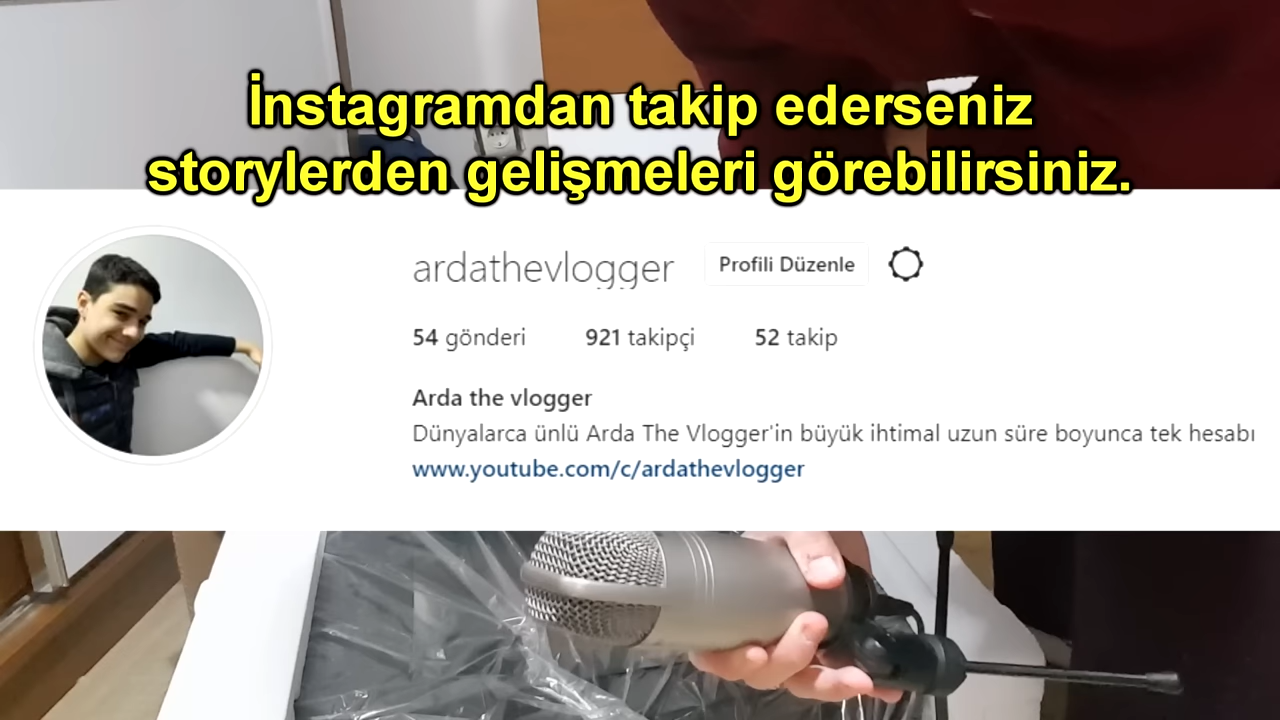 İnstagramdan takip ederseniz
storylerden gelişmeleri görebilirsiniz.
ardathevlogger Profili Düzenle
54 gönderi 921 takipçi 52 takip
Arda the vlogger
Dünyalarca ünlü Arda The Vlogger'in büyük ihtimal uzun süre boyunca tek hesabı
www.youtube.com/c/ardathevlogger